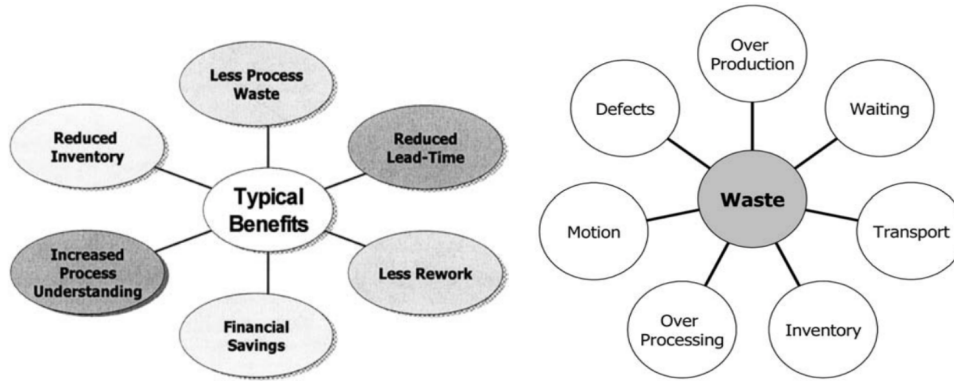 Less Process
Waste
Reduced
Inventory
Reduced
Lead-Time
Typical
Benefits
Increased
Process
Understanding
Less Rework
Financial
Savings
Over
Production
Defects
Waiting
Waste
Motion
Transport
Over
Processing
Inventory